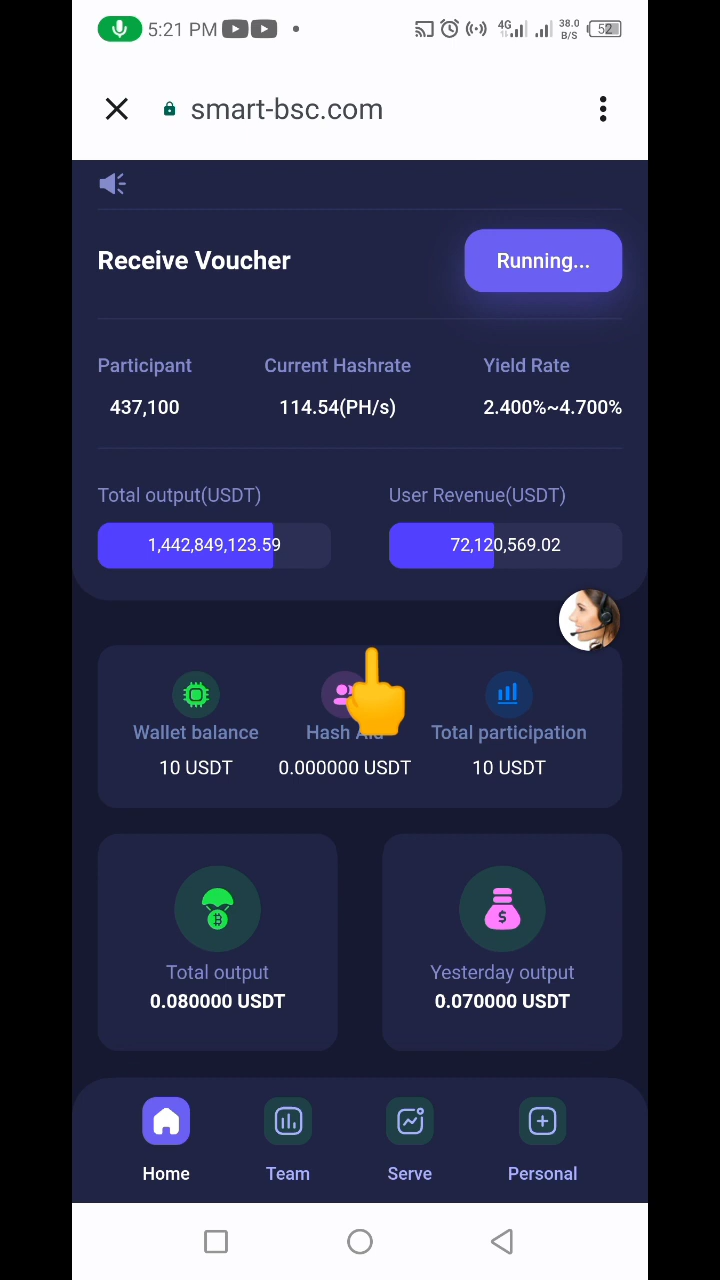 5:21 PM
4G
38.0
B/S
52
smart-bsc.com
Receive Voucher
Running...
Participant Current Hashrate Yield Rate
437,100 114.54(PH/s) 2.400%~4.700%
Total output(USDT) User Revenue(USDT)
1,442,849,123.59 72,120,569.02
Wallet balance Hash Total participation
10 USDT 0.000000 USDT 10 USDT
Total output Yesterday output
0.080000 USDT 0.070000 USDT
Home Team Serve Personal